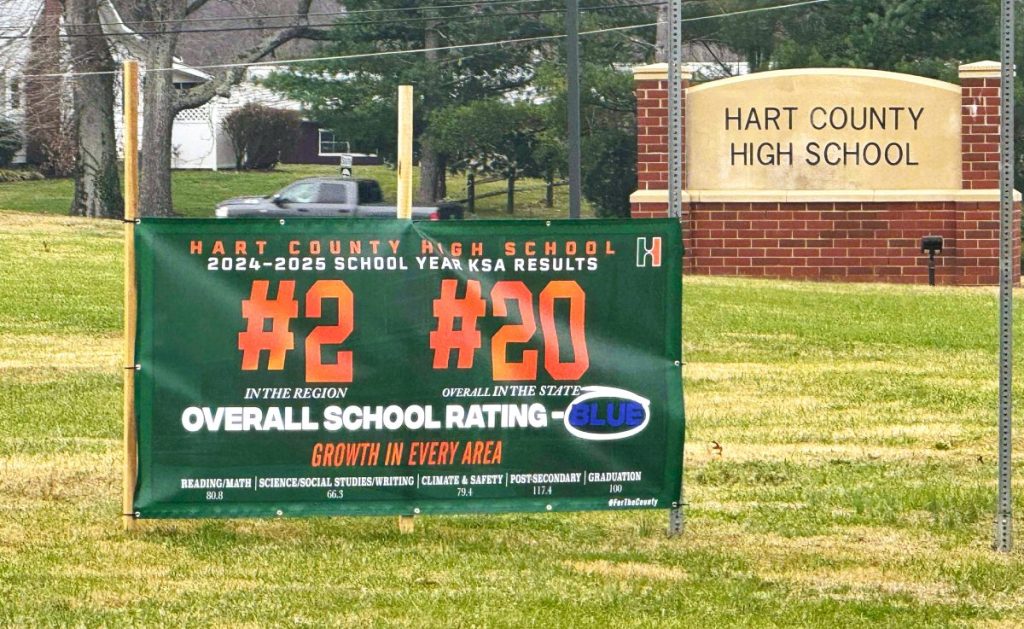 HART COUNTY
HIGH SCHOOL
HART COUNTY HIGH SCHOOL
2024-2025 SCHOOL YEAR KSA RESULTS
H
#2 #20
IN THE REGION OVERALL IN THE STATE
OVERALL SCHOOL RATING - BLUE
GROWTH IN EVERY AREA
READING/MATH | SCIENCE/SOCIAL STUDIES/WRITING | CLIMATE & SAFETY | POST-SECONDARY | GRADUATION
80.8 66.3 79.4 117.4 100
#ForTheCounty